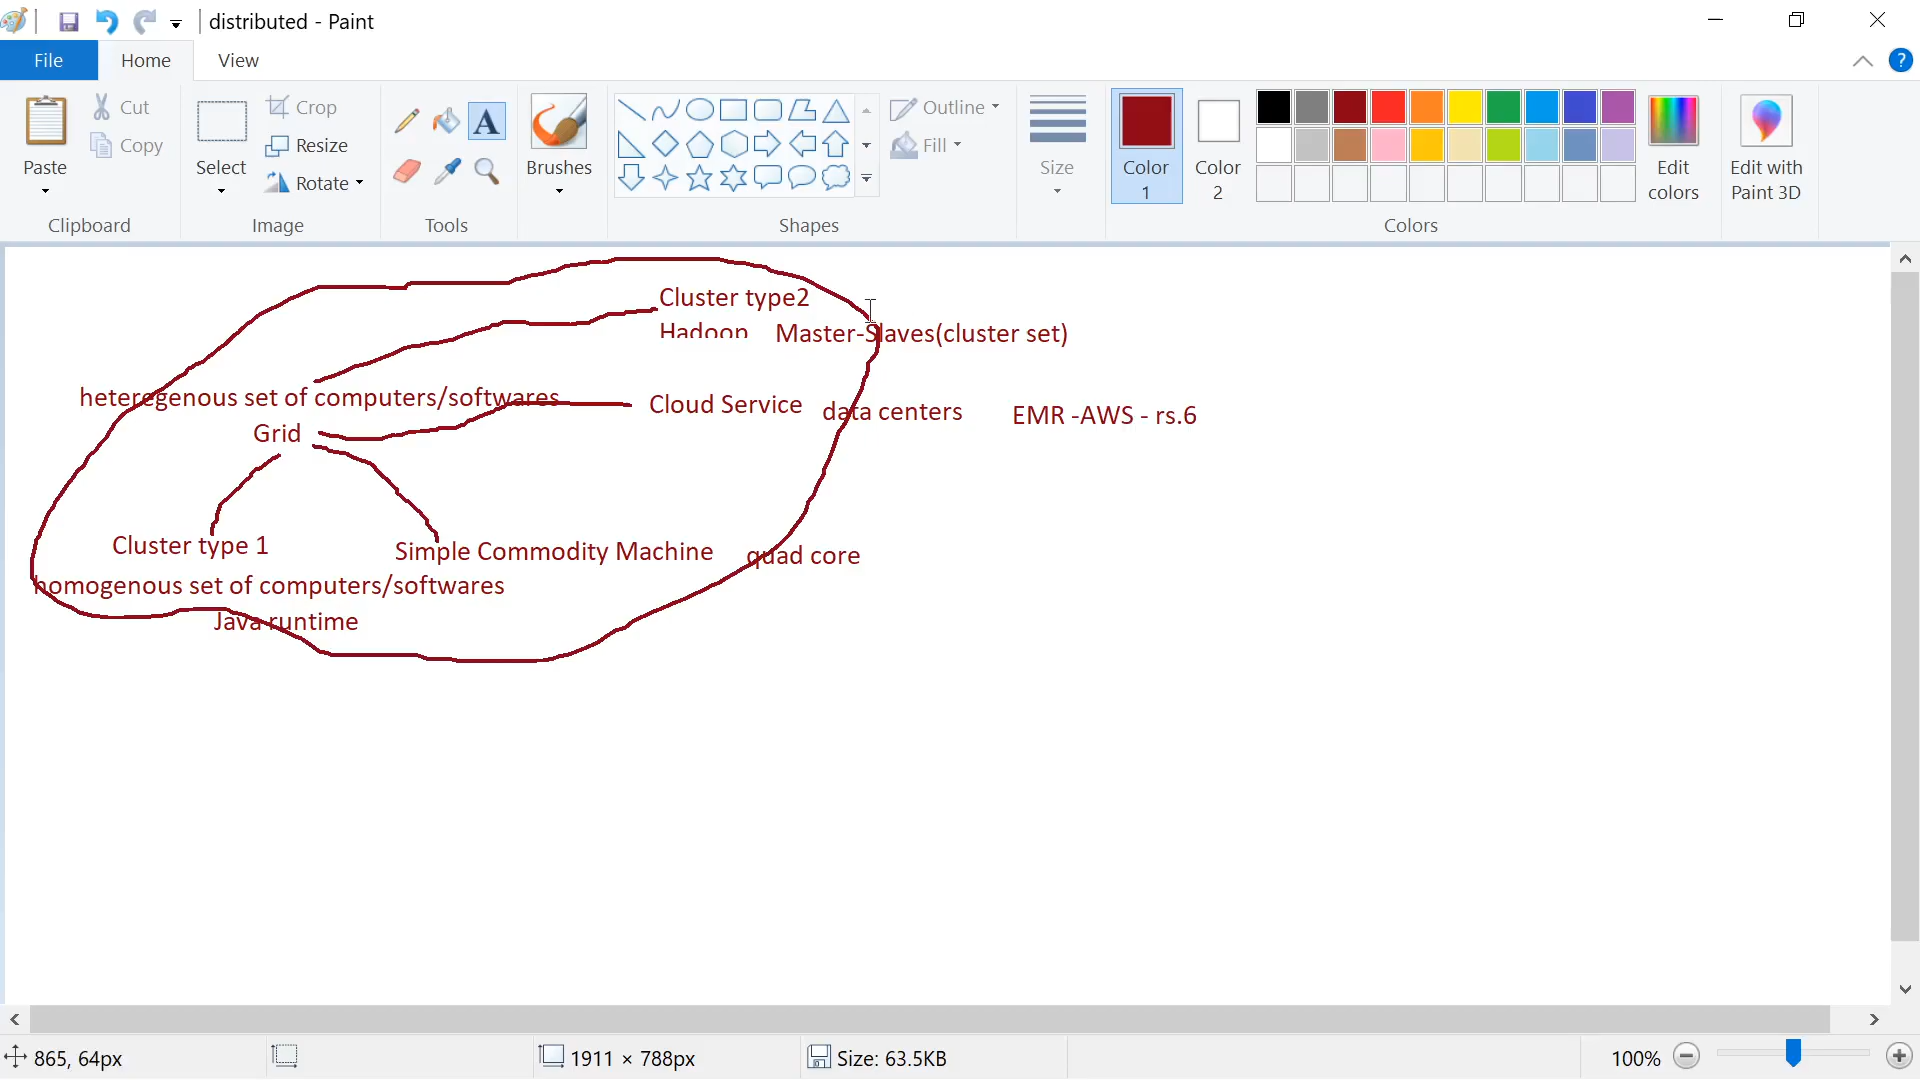 distributed - Paint
File Home View
Cut
Copy
Paste
Crop
Resize
Rotate
Select
Brushes
Outline
Fill
Size
Color 1
Color 2
Edit colors
Edit with Paint 3D
Clipboard
Image
Tools
Shapes
Colors
Cluster type2
Hadoop Master-Slaves(cluster set)
heteregenous set of computers/softwares
Cloud Service data centers EMR -AWS - rs.6
Grid
Cluster type 1
Simple Commodity Machine quad core
homogenous set of computers/softwares
Java runtime
865, 64px
1911 × 788px
Size: 63.5KB
100%